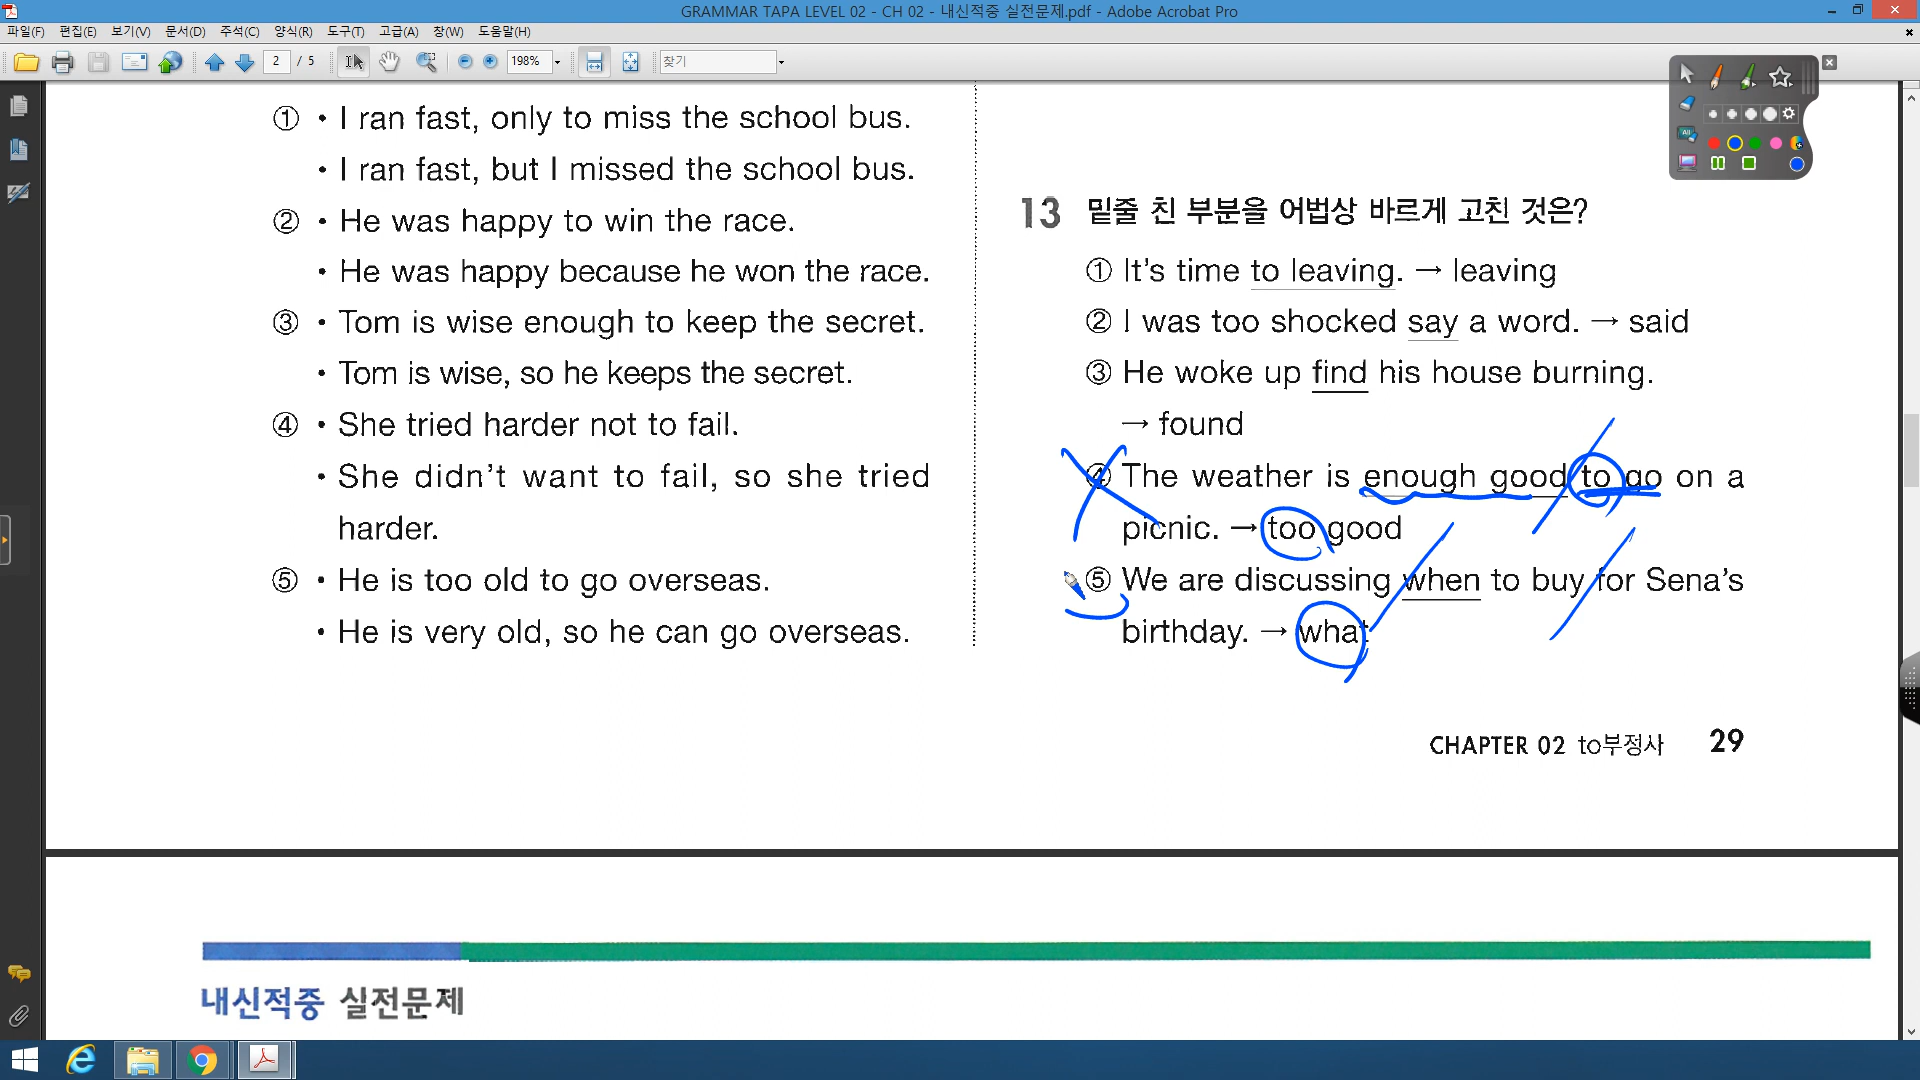 GRAMMAR TAPA LEVEL 02 - CH 02 - 내신적중 실전문제.pdf - Adobe Acrobat Pro
파일(F) 편집(E) 보기(V) 문서(D) 주석(C) 양식(R) 도구(T) 고급(A) 창(W) 도움말(H)
2 / 5 198% 찾기
① • I ran fast, only to miss the school bus.
• I ran fast, but I missed the school bus.
② • He was happy to win the race.
• He was happy because he won the race.
③ • Tom is wise enough to keep the secret.
• Tom is wise, so he keeps the secret.
④ • She tried harder not to fail.
• She didn’t want to fail, so she tried
harder.
⑤ • He is too old to go overseas.
• He is very old, so he can go overseas.
13 밑줄 친 부분을 어법상 바르게 고친 것은?
① It’s time to leaving. → leaving
② I was too shocked say a word. → said
③ He woke up find his house burning.
→ found
④ The weather is enough good to go on a
picnic. → too good
⑤ We are discussing when to buy for Sena’s
birthday. → what
CHAPTER 02 to부정사 29
내신적중 실전문제
All